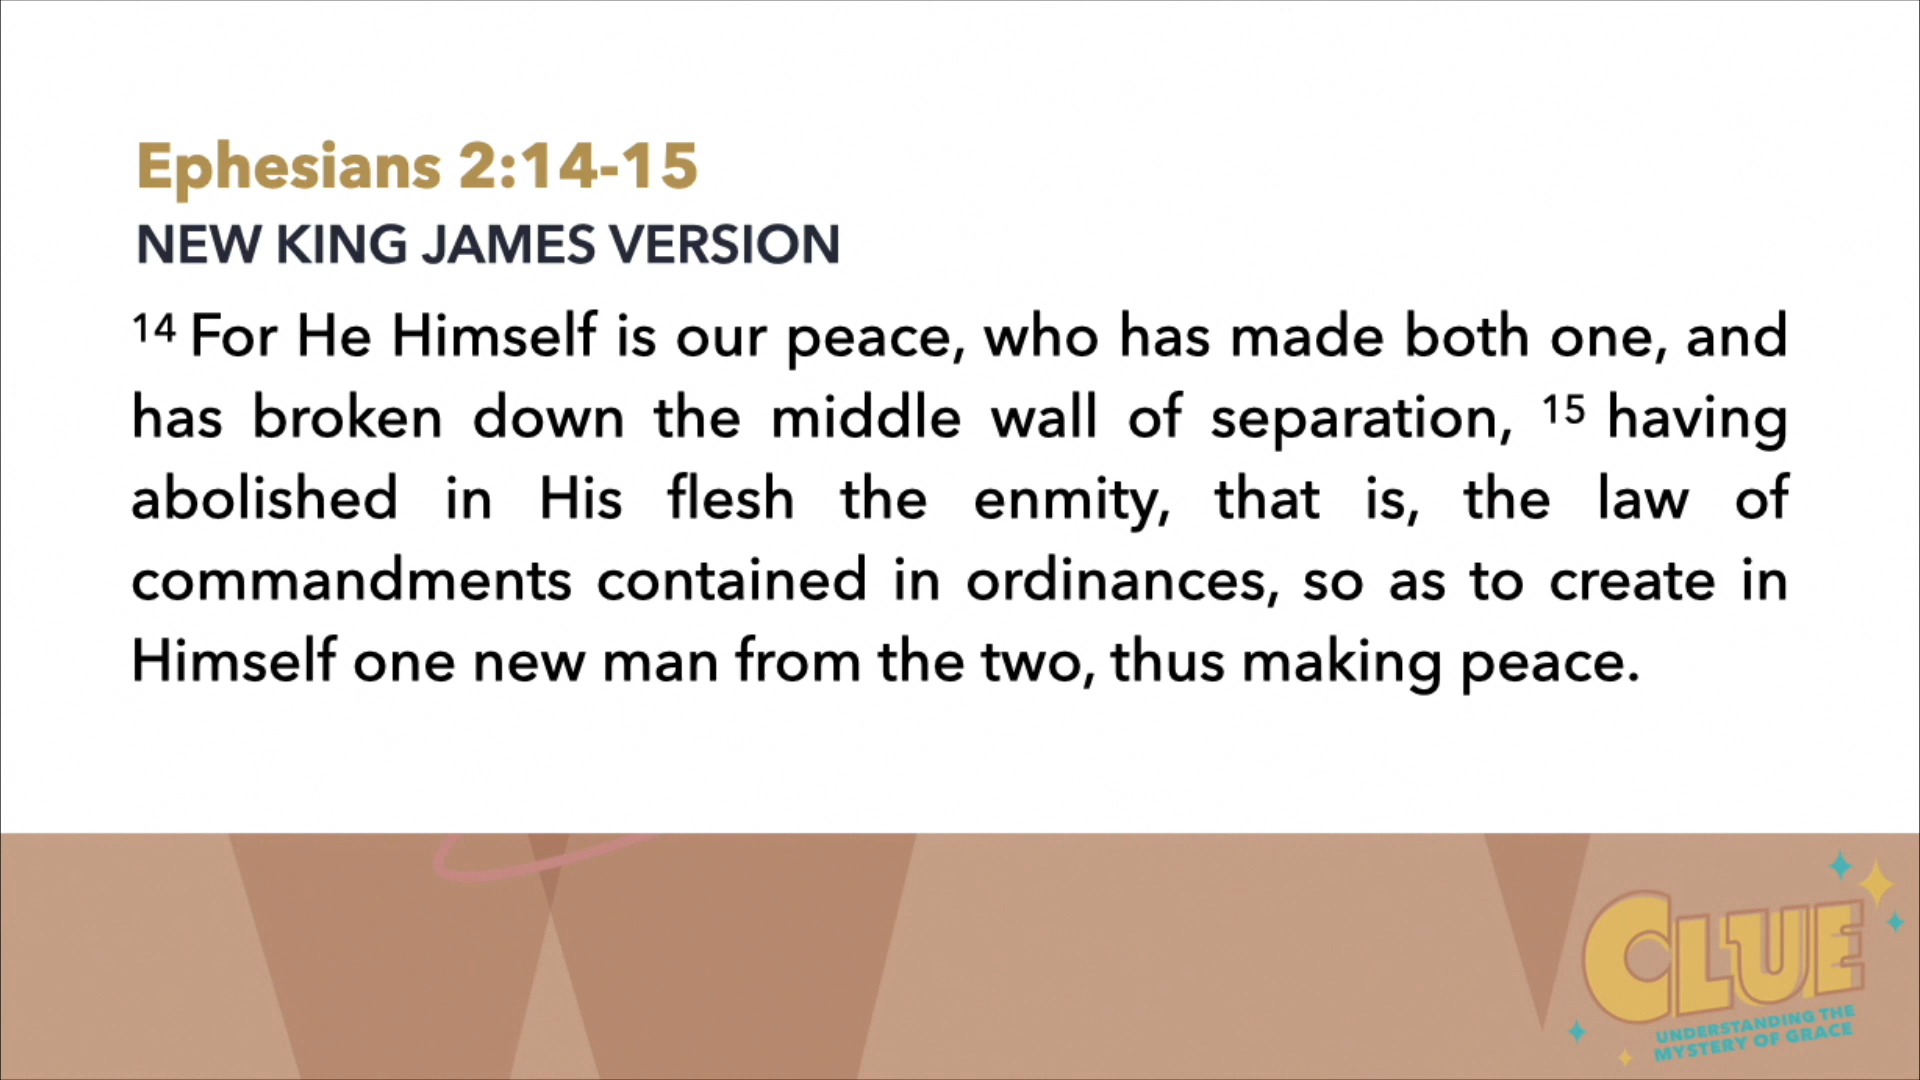 Ephesians 2:14-15
NEW KING JAMES VERSION
14 For He Himself is our peace, who has made both one, and
has broken down the middle wall of separation, 15 having
abolished in His flesh the enmity, that is, the law of
commandments contained in ordinances, so as to create in
Himself one new man from the two, thus making peace.
CLUE
UNDERSTANDING THE
MYSTERY OF GRACE